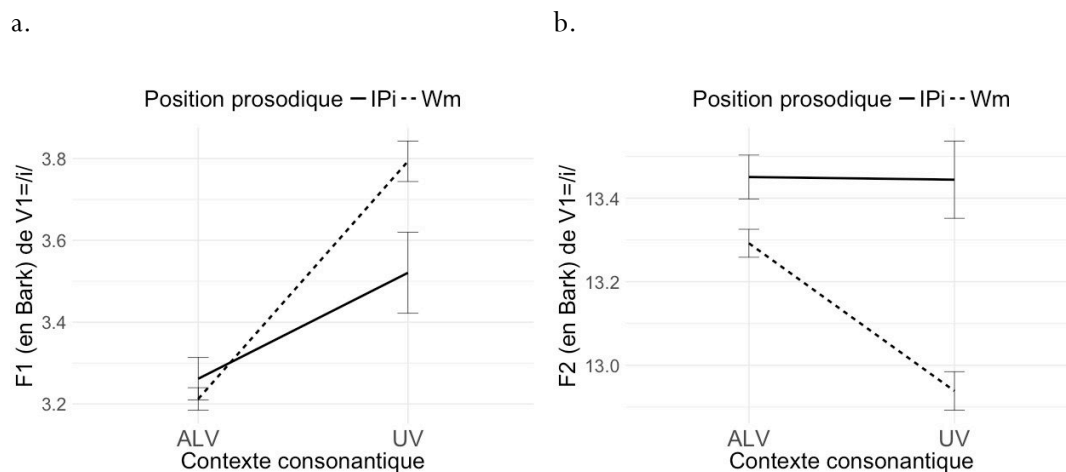 a.
Position prosodique IPi Wm
F1 (en Bark) de V1=/i/
3.8
3.6
3.4
3.2
ALV UV
Contexte consonantique
b.
Position prosodique IPi Wm
F2 (en Bark) de V1=/i/
13.4
13.2
13.0
ALV UV
Contexte consonantique